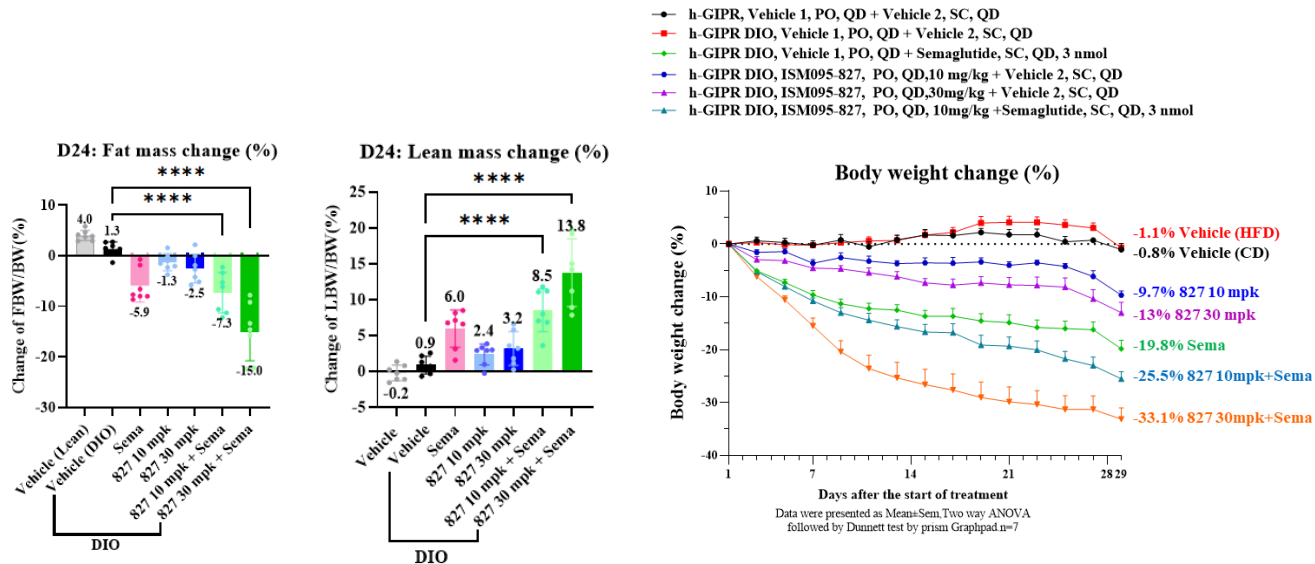 h-GIPR, Vehicle 1, PO, QD + Vehicle 2, SC, QD
h-GIPR DIO, Vehicle 1, PO, QD + Vehicle 2, SC, QD
h-GIPR DIO, Vehicle 1, PO, QD + Semaglutide, SC, QD, 3 nmol
h-GIPR DIO, ISM095-827, PO, QD,10 mg/kg + Vehicle 2, SC, QD
h-GIPR DIO, ISM095-827, PO, QD,30mg/kg + Vehicle 2, SC, QD
h-GIPR DIO, ISM095-827, PO, QD, 10mg/kg +Semaglutide, SC, QD, 3 nmol
D24: Fat mass change (%)
****
****
Change of FBW/BW(%)
10
0
-10
-20
-30
4.0
1.3
-5.9
-1.3
-2.5
-7.3
-15.0
Vehicle (Lean)
Vehicle (DIO)
Sema
827 10 mpk
827 30 mpk
827 10 mpk + Sema
827 30 mpk + Sema
DIO
D24: Lean mass change (%)
****
****
Change of LBW/BW(%)
20
15
10
5
0
-5
-0.2
0.9
6.0
2.4
3.2
8.5
13.8
Vehicle
Vehicle
Sema
827 10 mpk
827 30 mpk
827 10 mpk + Sema
827 30 mpk + Sema
DIO
Body weight change (%)
Body weight change (%)
10
0
-10
-20
-30
-40
1
7
14
21
28
29
-1.1% Vehicle (HFD)
-0.8% Vehicle (CD)
-9.7% 827 10 mpk
-13% 827 30 mpk
-19.8% Sema
-25.5% 827 10mpk+Sema
-33.1% 827 30mpk+Sema
Days after the start of treatment
Data were presented as Mean±Sem,Two way ANOVA
followed by Dunnett test by prism Graphpad.n=7